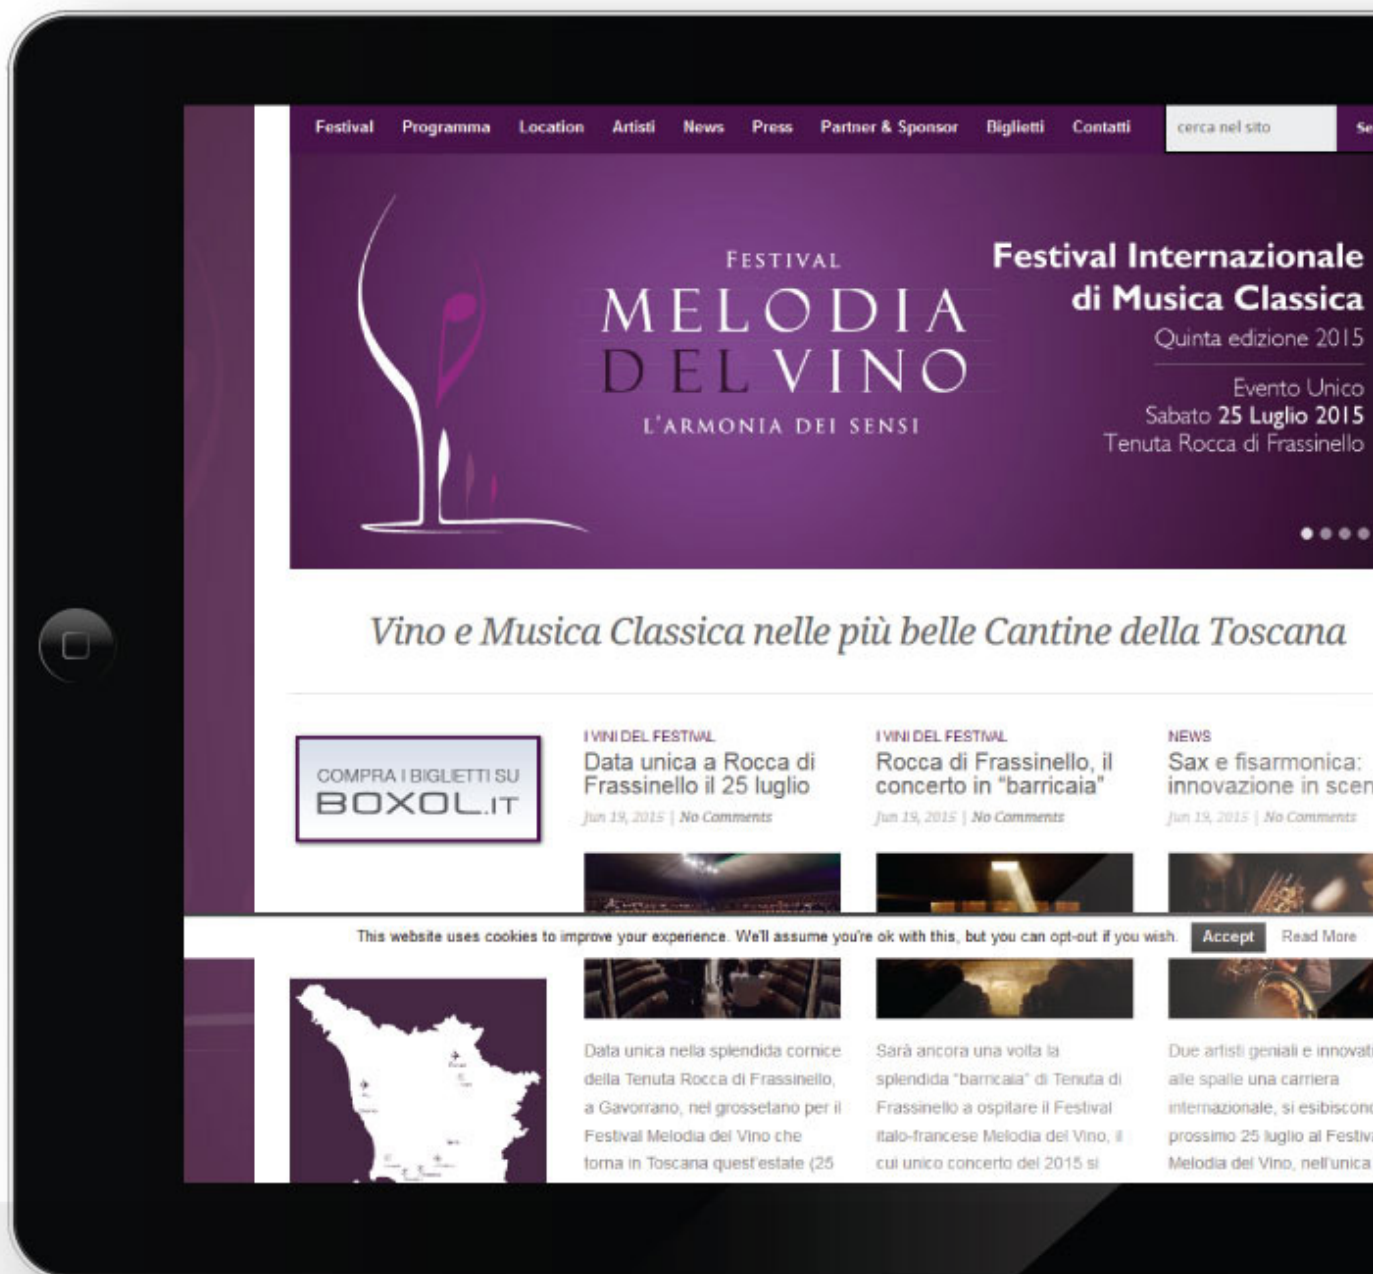 Festival Programma Location Artisti News Press Partner & Sponsor Biglietti Contatti cerca nel sito
FESTIVAL
MELODIA
DEL VINO
L'ARMONIA DEI SENSI
Festival Internazionale
di Musica Classica
Quinta edizione 2015
Evento Unico
Sabato 25 Luglio 2015
Tenuta Rocca di Frassinello
Vino e Musica Classica nelle più belle Cantine della Toscana
COMPRA I BIGLIETTI SU
BOXOL.IT
I VINI DEL FESTIVAL
Data unica a Rocca di
Frassinello il 25 luglio
Jun 19, 2015 | No Comments
I VINI DEL FESTIVAL
Rocca di Frassinello, il
concerto in "barricaia"
Jun 19, 2015 | No Comments
NEWS
Sax e fisarmonica:
innovazione in scen
Jun 19, 2015 | No Comments
This website uses cookies to improve your experience. We'll assume you're ok with this, but you can opt-out if you wish. Accept Read More
Data unica nella splendida cornice
della Tenuta Rocca di Frassinello,
a Gavorrano, nel grossetano per il
Festival Melodia del Vino che
torna in Toscana quest'estate (25
Sarà ancora una volta la
splendida "barricaia" di Tenuta di
Frassinello a ospitare il Festival
italo-francese Melodia del Vino, il
cui unico concerto del 2015 si
Due artisti geniali e innovati
alle spalle una carriera
internazionale, si esibiscono
prossimo 25 luglio al Festiv
Melodia del Vino, nell'unica